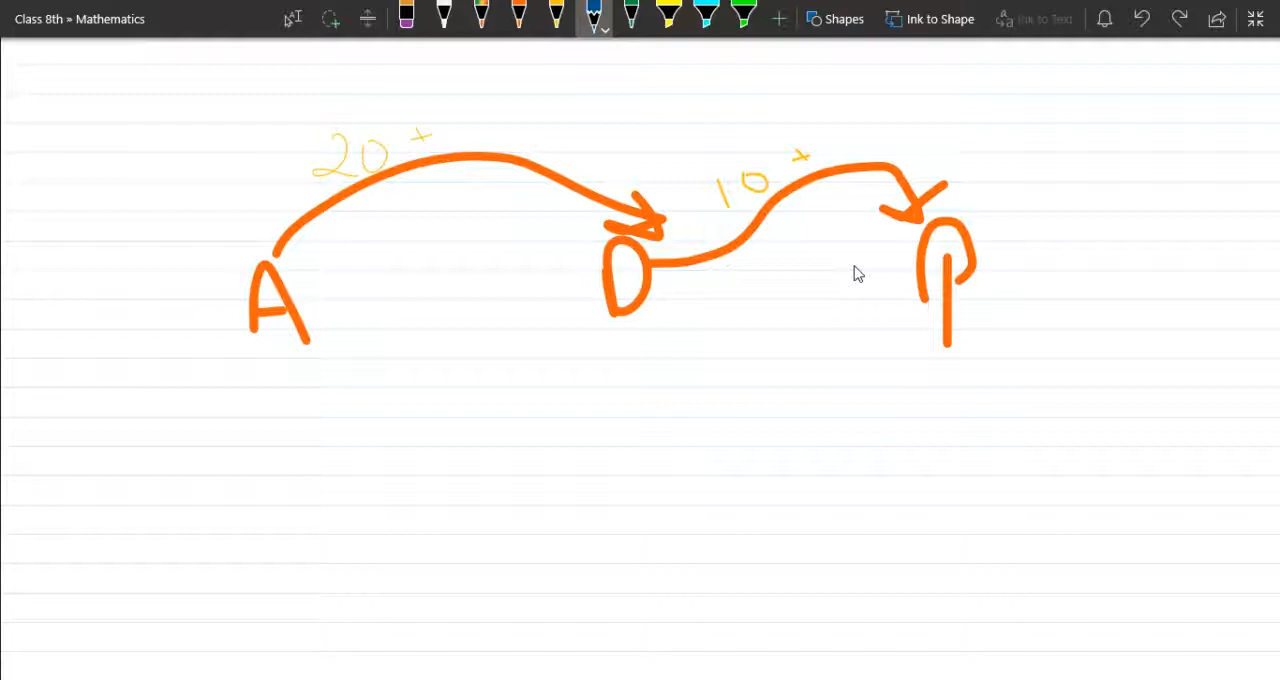 Class 8th » Mathematics
Shapes
Ink to Shape
Ink to Text
20 +
10 +
A
D
P